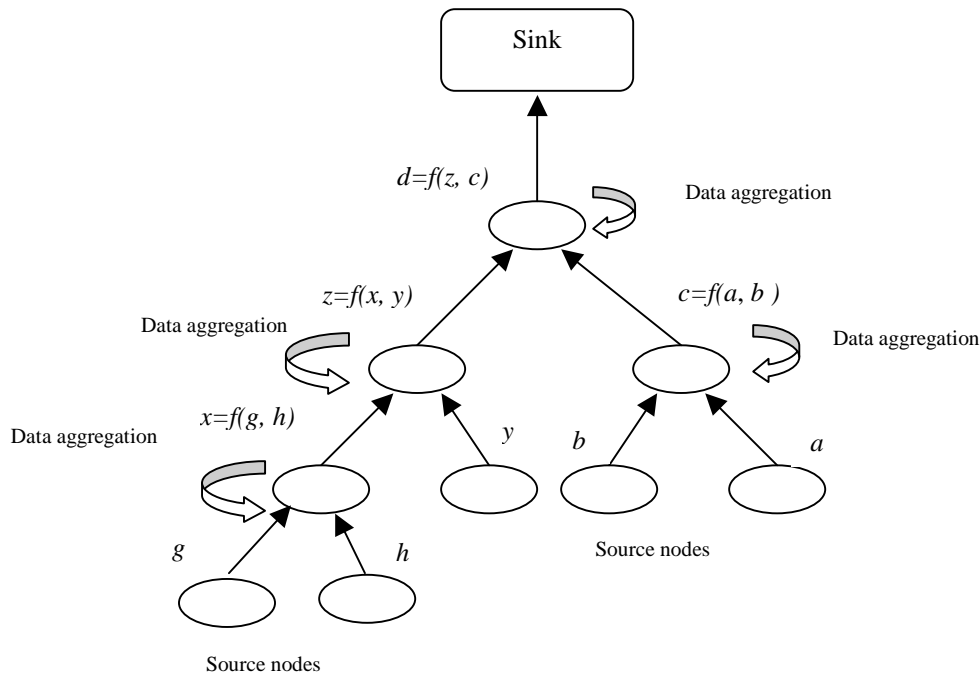 Sink
d=f(z, c)
Data aggregation
z=f(x, y)
c=f(a, b )
Data aggregation
Data aggregation
x=f(g, h)
Data aggregation
y
b
a
g
h
Source nodes
Source nodes